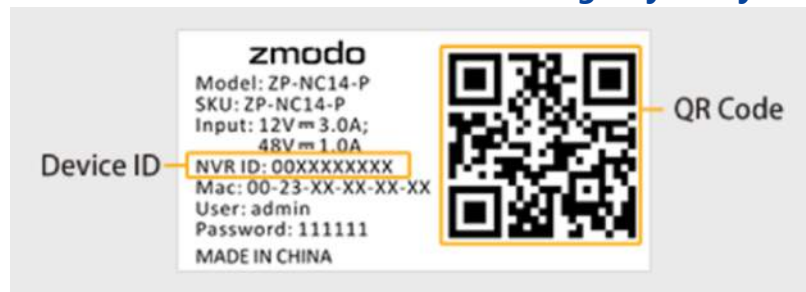 zmodo
Model: ZP-NC14-P
SKU: ZP-NC14-P
Input: 12V⎓3.0A;
48V⎓1.0A
Device ID
NVR ID: 00XXXXXXXX
Mac: 00-23-XX-XX-XX-XX
User: admin
Password: 111111
MADE IN CHINA
QR Code